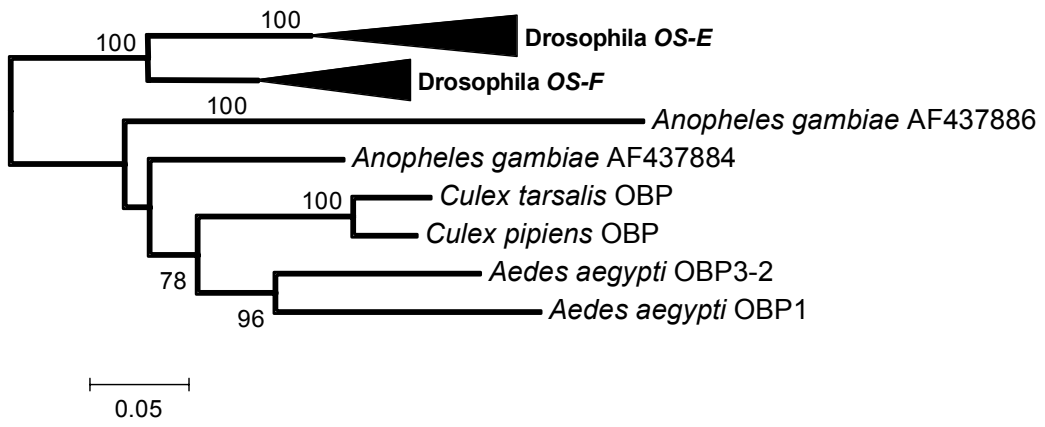 100
Drosophila OS-E
100
Drosophila OS-F
100
Anopheles gambiae AF437886
Anopheles gambiae AF437884
Culex tarsalis OBP
100
Culex pipiens OBP
Aedes aegypti OBP3-2
78
Aedes aegypti OBP1
96
0.05